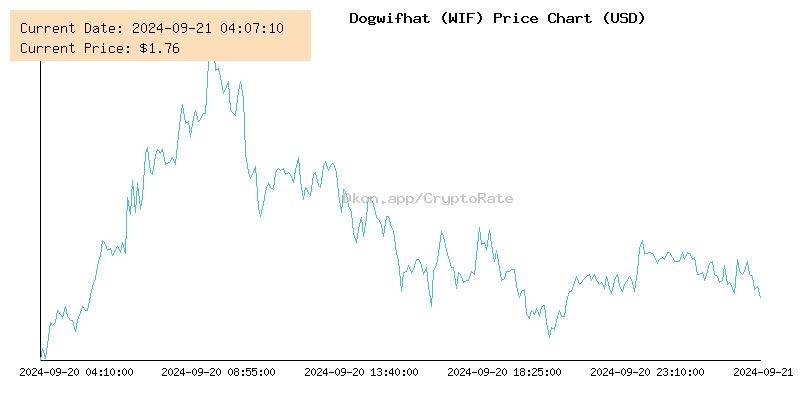 Dogwifhat (WIF) Price Chart (USD)
Current Date: 2024-09-21 04:07:10
Current Price: $1.76
Dkon.app/CryptoRate
2024-09-20 04:10:00 2024-09-20 08:55:00 2024-09-20 13:40:00 2024-09-20 18:25:00 2024-09-20 23:10:00 2024-09-21